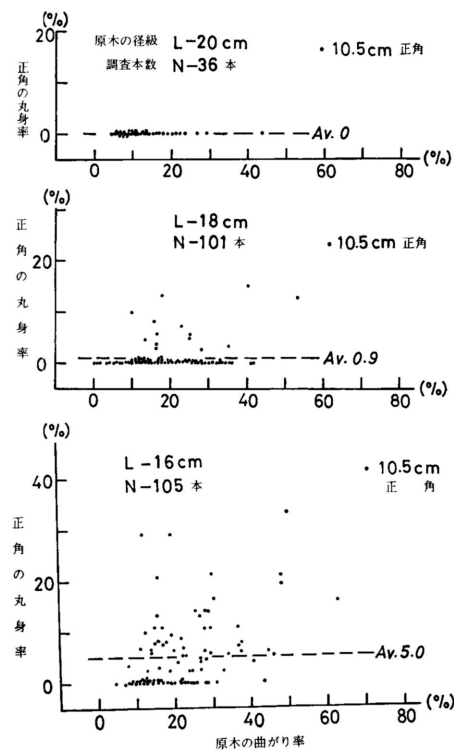 (%)
20
原木の径級 L-20 cm
調査本数 N-36 本
• 10.5cm 正角
正角の丸身率
0
Av. 0
0 20 40 60 80 (%)
(%)
L-18 cm
N-101 本
• 10.5cm 正角
正角の丸身率
20
0
Av. 0.9
0 20 40 60 80 (%)
(%)
L-16 cm
N-105 本
• 10.5cm
正角
正角の丸身率
40
20
0
Av. 5.0
0 20 40 60 80 (%)
原木の曲がり率